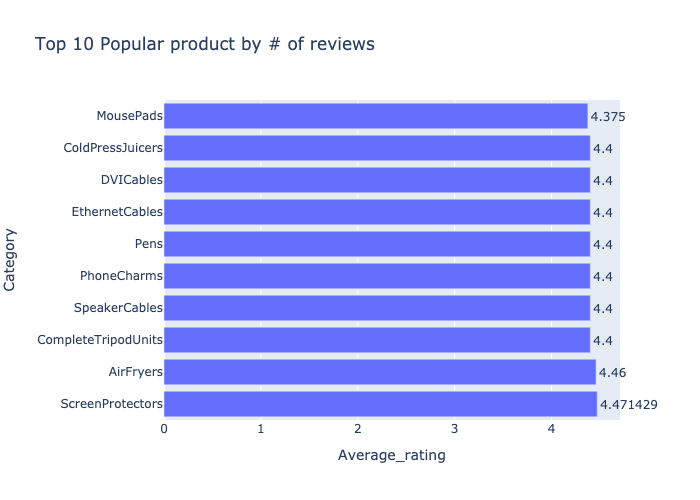 Top 10 Popular product by # of reviews
Category
MousePads 4.375
ColdPressJuicers 4.4
DVICables 4.4
EthernetCables 4.4
Pens 4.4
PhoneCharms 4.4
SpeakerCables 4.4
CompleteTripodUnits 4.4
AirFryers 4.46
ScreenProtectors 4.471429
0 1 2 3 4
Average_rating